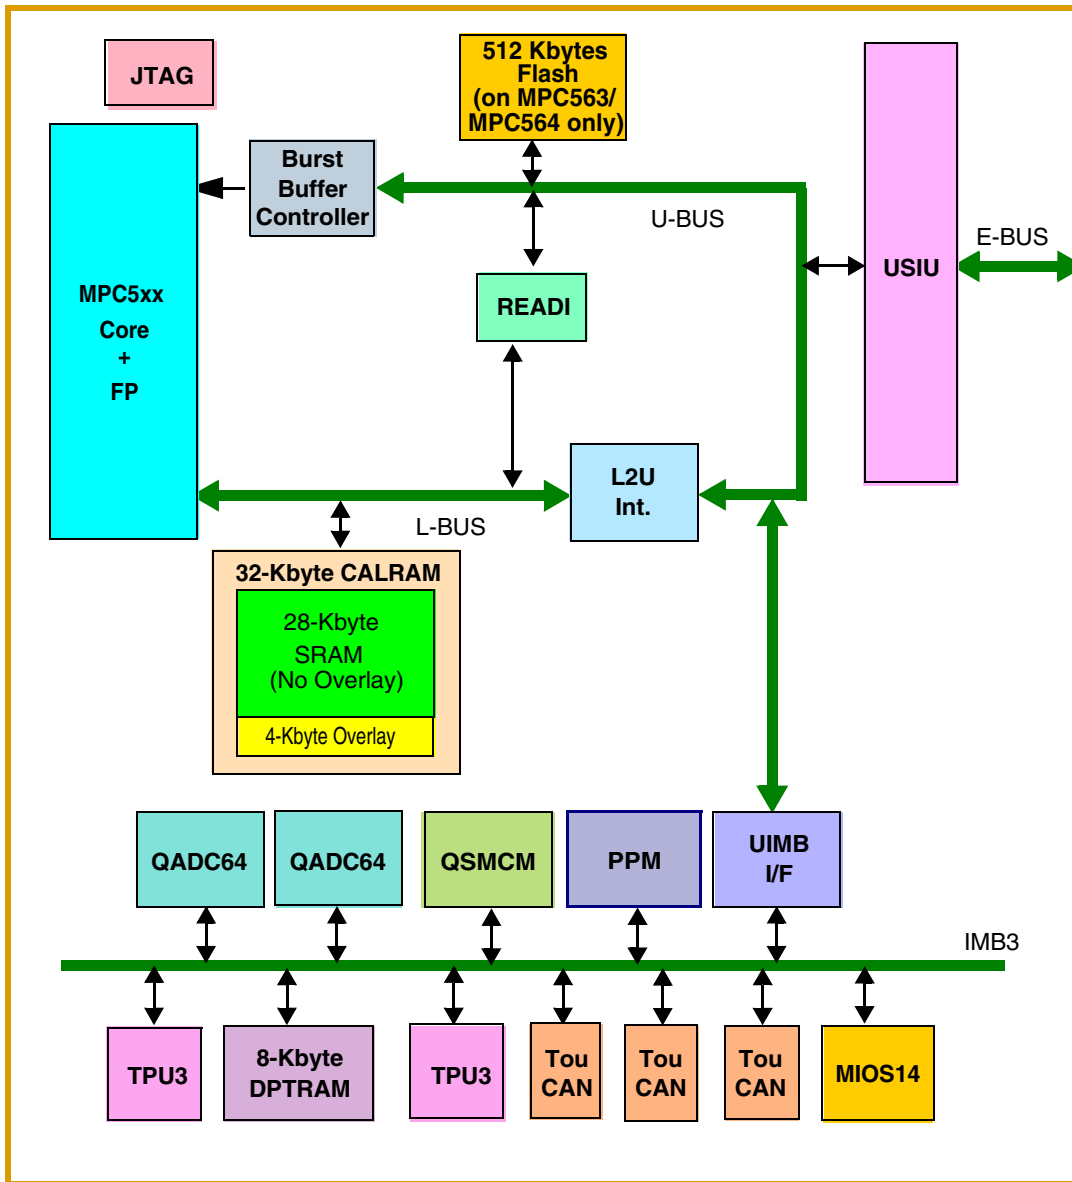 JTAG
512 Kbytes
Flash
(on MPC563/
MPC564 only)
Burst
Buffer
Controller
U-BUS
E-BUS
USIU
MPC5xx
Core
+
FP
READI
L2U
Int.
L-BUS
32-Kbyte CALRAM
28-Kbyte
SRAM
(No Overlay)
4-Kbyte Overlay
QADC64
QADC64
QSMCM
PPM
UIMB
I/F
IMB3
TPU3
8-Kbyte
DPTRAM
TPU3
Tou
CAN
Tou
CAN
Tou
CAN
MIOS14